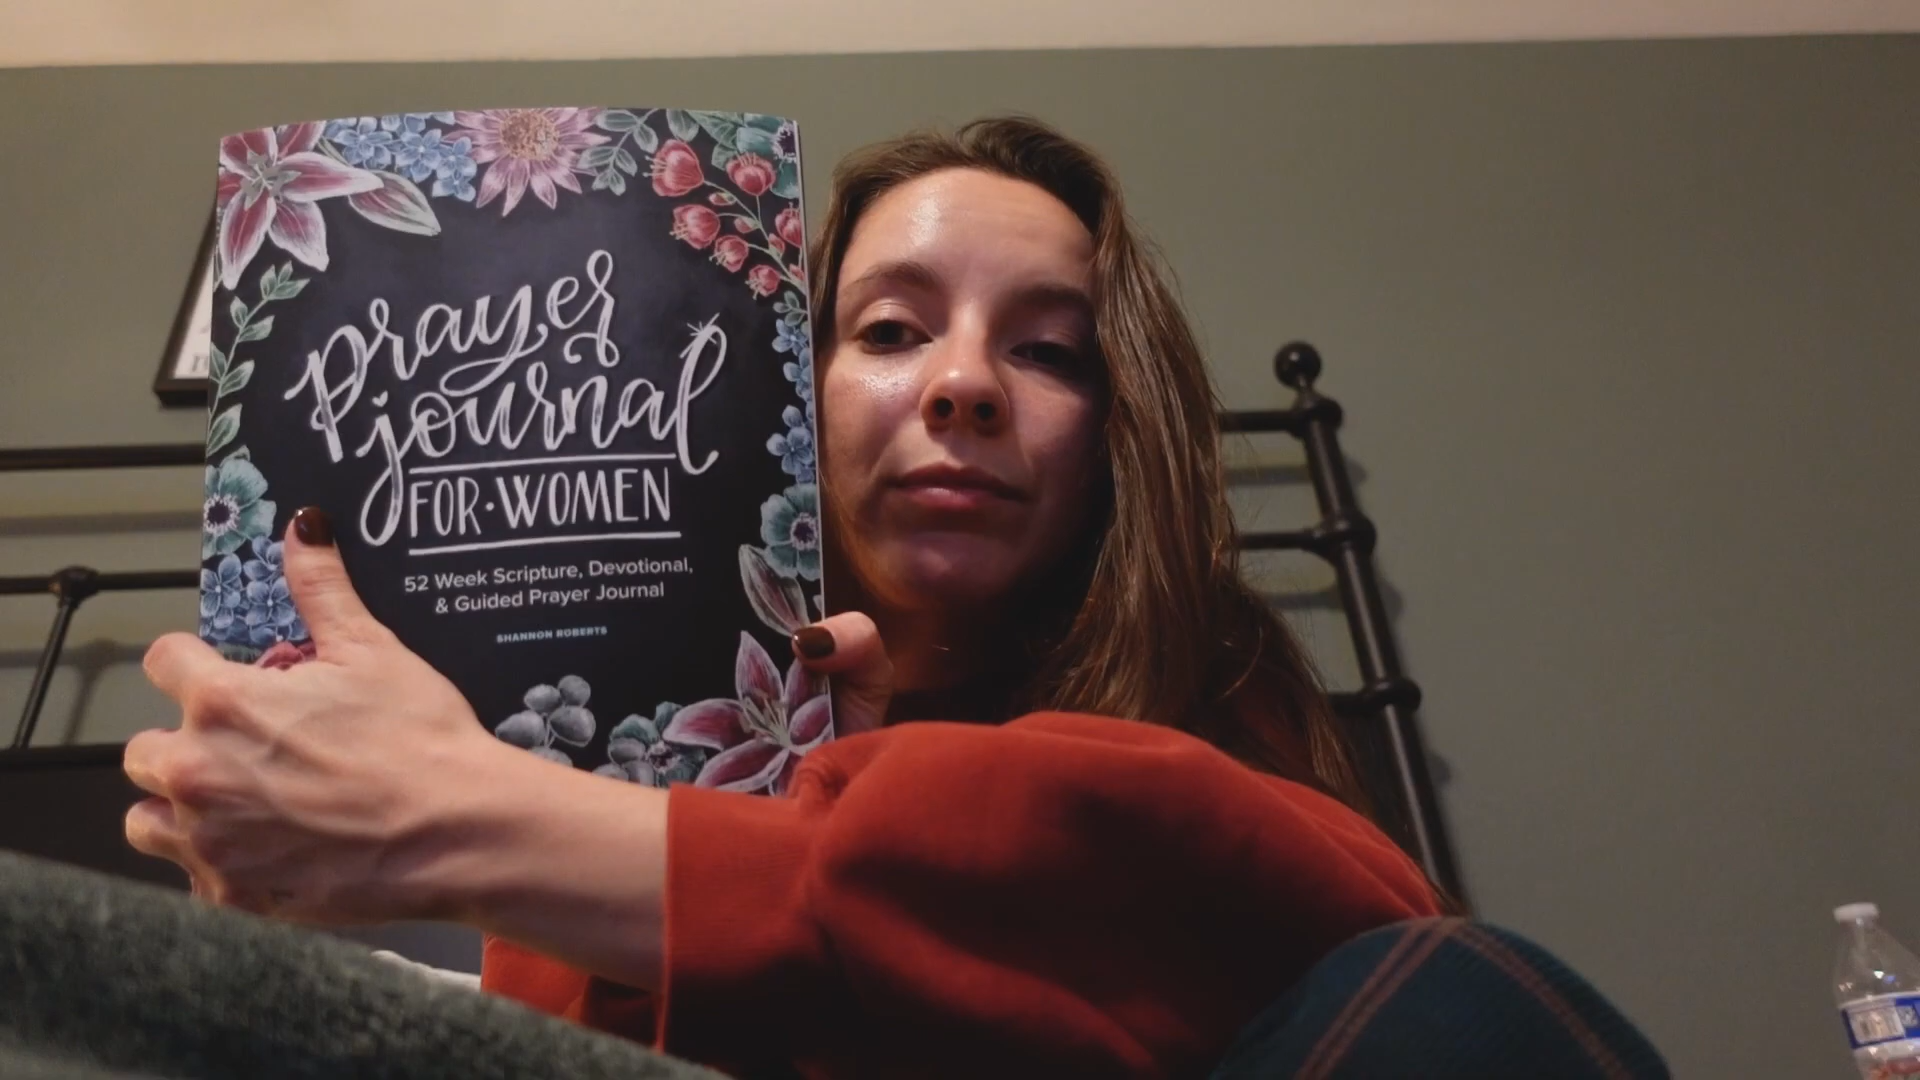 prayer
journal
FOR·WOMEN
52 Week Scripture, Devotional,
& Guided Prayer Journal
SHANNON ROBERTS